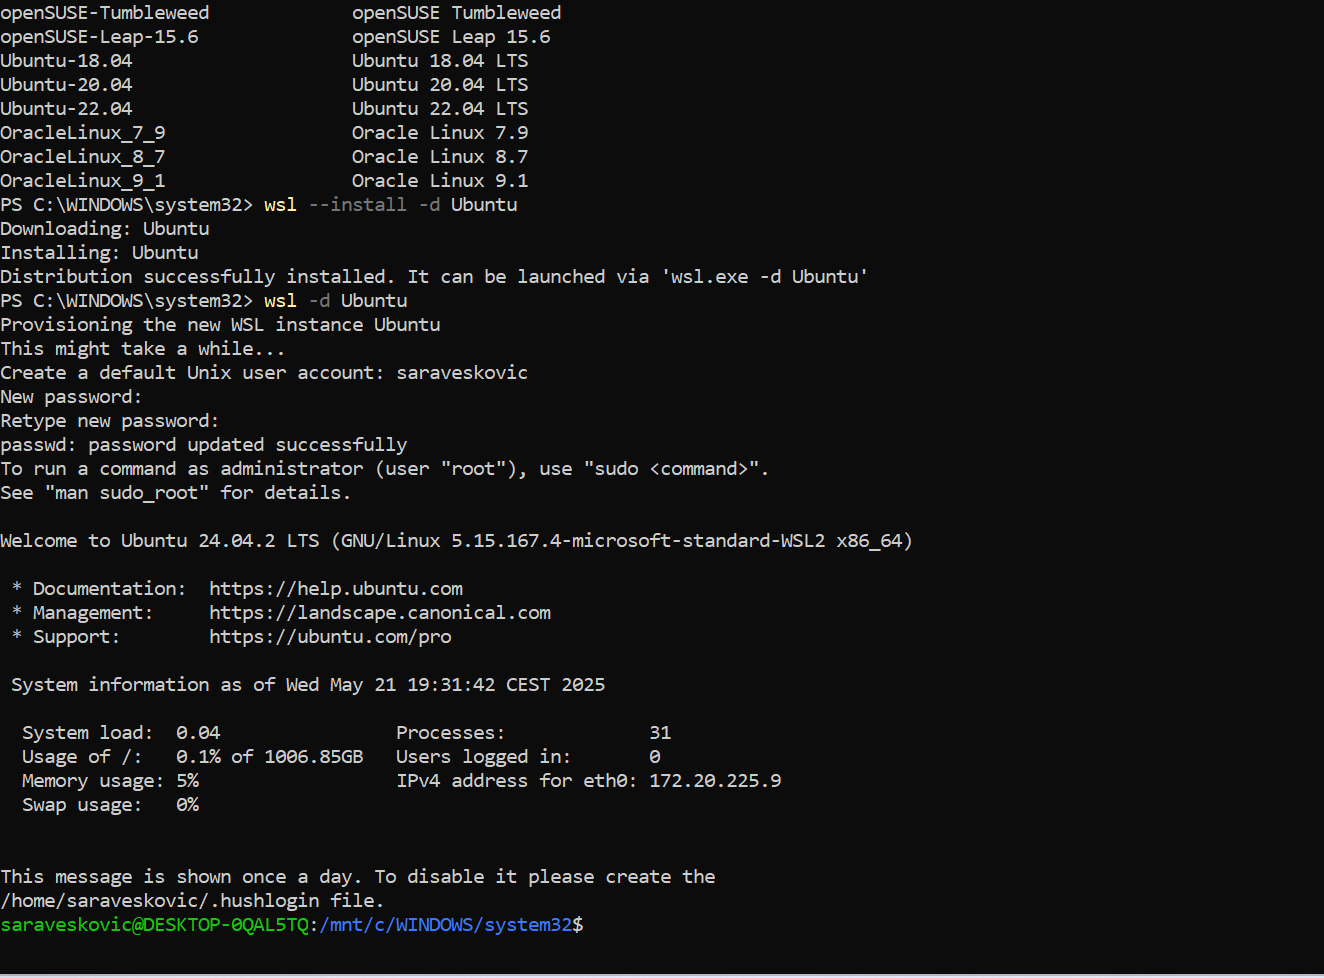 openSUSE-Tumbleweed             openSUSE Tumbleweed
openSUSE-Leap-15.6              openSUSE Leap 15.6
Ubuntu-18.04                    Ubuntu 18.04 LTS
Ubuntu-20.04                    Ubuntu 20.04 LTS
Ubuntu-22.04                    Ubuntu 22.04 LTS
OracleLinux_7_9                 Oracle Linux 7.9
OracleLinux_8_7                 Oracle Linux 8.7
OracleLinux_9_1                 Oracle Linux 9.1
PS C:\WINDOWS\system32> wsl --install -d Ubuntu
Downloading: Ubuntu
Installing: Ubuntu
Distribution successfully installed. It can be launched via 'wsl.exe -d Ubuntu'
PS C:\WINDOWS\system32> wsl -d Ubuntu
Provisioning the new WSL instance Ubuntu
This might take a while...
Create a default Unix user account: saraveskovic
New password:
Retype new password:
passwd: password updated successfully
To run a command as administrator (user "root"), use "sudo <command>".
See "man sudo_root" for details.

Welcome to Ubuntu 24.04.2 LTS (GNU/Linux 5.15.167.4-microsoft-standard-WSL2 x86_64)

 * Documentation:  https://help.ubuntu.com
 * Management:     https://landscape.canonical.com
 * Support:        https://ubuntu.com/pro

 System information as of Wed May 21 19:31:42 CEST 2025

  System load:  0.04                Processes:             31
  Usage of /:   0.1% of 1006.85GB   Users logged in:       0
  Memory usage: 5%                  IPv4 address for eth0: 172.20.225.9
  Swap usage:   0%


This message is shown once a day. To disable it please create the
/home/saraveskovic/.hushlogin file.
saraveskovic@DESKTOP-0QAL5TQ:/mnt/c/WINDOWS/system32$